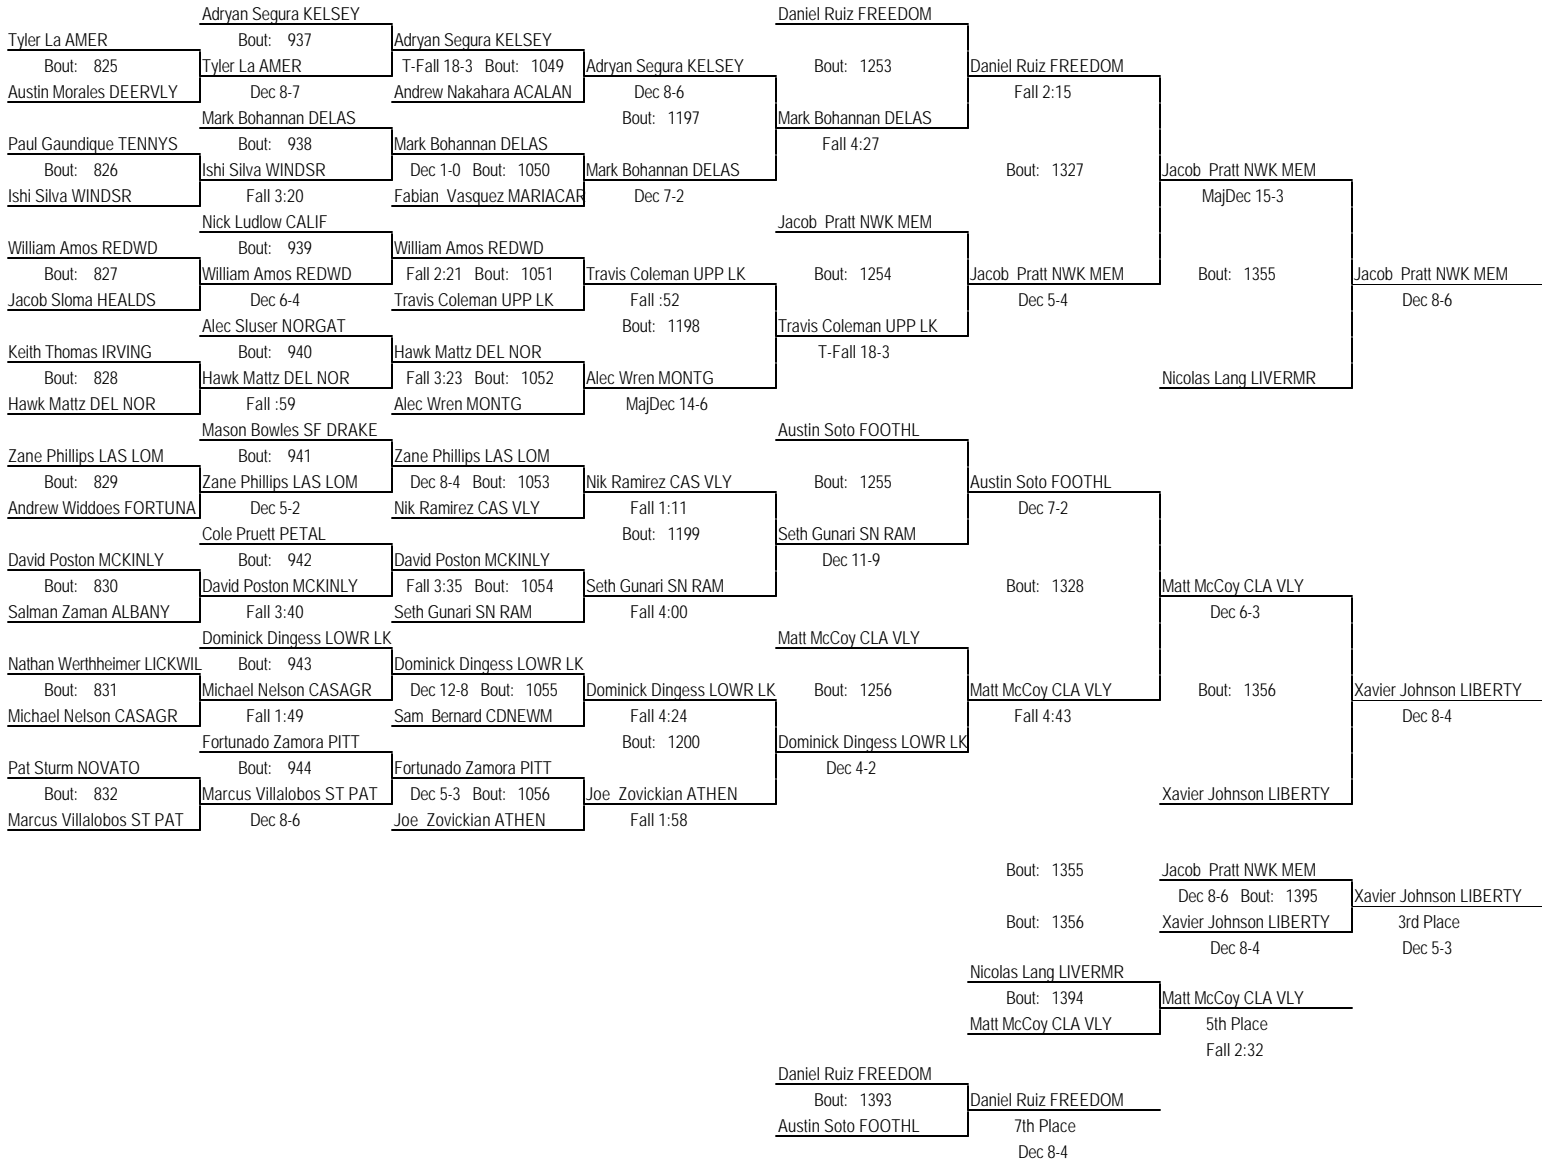 Adryan Segura KELSEY Daniel Ruiz FREEDOM
Tyler La AMER Bout: 937 Adryan Segura KELSEY
Bout: 825 Tyler La AMER T-Fall 18-3 Bout: 1049 Adryan Segura KELSEY Bout: 1253 Daniel Ruiz FREEDOM
Austin Morales DEERVLY Dec 8-7 Andrew Nakahara ACALAN Dec 8-6 Fall 2:15
Mark Bohannan DELAS Bout: 1197 Mark Bohannan DELAS
Paul Gaundique TENNYS Bout: 938 Mark Bohannan DELAS Fall 4:27
Bout: 826 Ishi Silva WINDSR Dec 1-0 Bout: 1050 Mark Bohannan DELAS Bout: 1327 Jacob Pratt NWK MEM
Ishi Silva WINDSR Fall 3:20 Fabian Vasquez MARIACAR Dec 7-2 MajDec 15-3
Nick Ludlow CALIF Jacob Pratt NWK MEM
William Amos REDWD Bout: 939 William Amos REDWD
Bout: 827 William Amos REDWD Fall 2:21 Bout: 1051 Travis Coleman UPP LK Bout: 1254 Jacob Pratt NWK MEM Bout: 1355 Jacob Pratt NWK MEM
Jacob Sloma HEALDS Dec 6-4 Travis Coleman UPP LK Fall :52 Dec 5-4 Dec 8-6
Alec Sluser NORGAT Bout: 1198 Travis Coleman UPP LK
Keith Thomas IRVING Bout: 940 Hawk Mattz DEL NOR T-Fall 18-3
Bout: 828 Hawk Mattz DEL NOR Fall 3:23 Bout: 1052 Alec Wren MONTG Nicolas Lang LIVERMR
Hawk Mattz DEL NOR Fall :59 Alec Wren MONTG MajDec 14-6
Mason Bowles SF DRAKE Austin Soto FOOTHL
Zane Phillips LAS LOM Bout: 941 Zane Phillips LAS LOM
Bout: 829 Zane Phillips LAS LOM Dec 8-4 Bout: 1053 Nik Ramirez CAS VLY Bout: 1255 Austin Soto FOOTHL
Andrew Widdoes FORTUNA Dec 5-2 Nik Ramirez CAS VLY Fall 1:11 Dec 7-2
Cole Pruett PETAL Bout: 1199 Seth Gunari SN RAM
David Poston MCKINLY Bout: 942 David Poston MCKINLY Dec 11-9
Bout: 830 David Poston MCKINLY Fall 3:35 Bout: 1054 Seth Gunari SN RAM Bout: 1328 Matt McCoy CLA VLY
Salman Zaman ALBANY Fall 3:40 Seth Gunari SN RAM Fall 4:00 Dec 6-3
Dominick Dingess LOWR LK Matt McCoy CLA VLY
Nathan Werthheimer LICKWIL Bout: 943 Dominick Dingess LOWR LK
Bout: 831 Michael Nelson CASAGR Dec 12-8 Bout: 1055 Dominick Dingess LOWR LK Bout: 1256 Matt McCoy CLA VLY Bout: 1356 Xavier Johnson LIBERTY
Michael Nelson CASAGR Fall 1:49 Sam Bernard CDNEWM Fall 4:24 Fall 4:43 Dec 8-4
Fortunado Zamora PITT Bout: 1200 Dominick Dingess LOWR LK
Pat Sturm NOVATO Bout: 944 Fortunado Zamora PITT Dec 4-2
Bout: 832 Marcus Villalobos ST PAT Dec 5-3 Bout: 1056 Joe Zovickian ATHEN Xavier Johnson LIBERTY
Marcus Villalobos ST PAT Dec 8-6 Joe Zovickian ATHEN Fall 1:58
Bout: 1355 Jacob Pratt NWK MEM
Dec 8-6 Bout: 1395 Xavier Johnson LIBERTY
Bout: 1356 Xavier Johnson LIBERTY 3rd Place
Dec 8-4 Dec 5-3
Nicolas Lang LIVERMR
Bout: 1394 Matt McCoy CLA VLY
Matt McCoy CLA VLY 5th Place
Fall 2:32
Daniel Ruiz FREEDOM
Bout: 1393 Daniel Ruiz FREEDOM
Austin Soto FOOTHL 7th Place
Dec 8-4